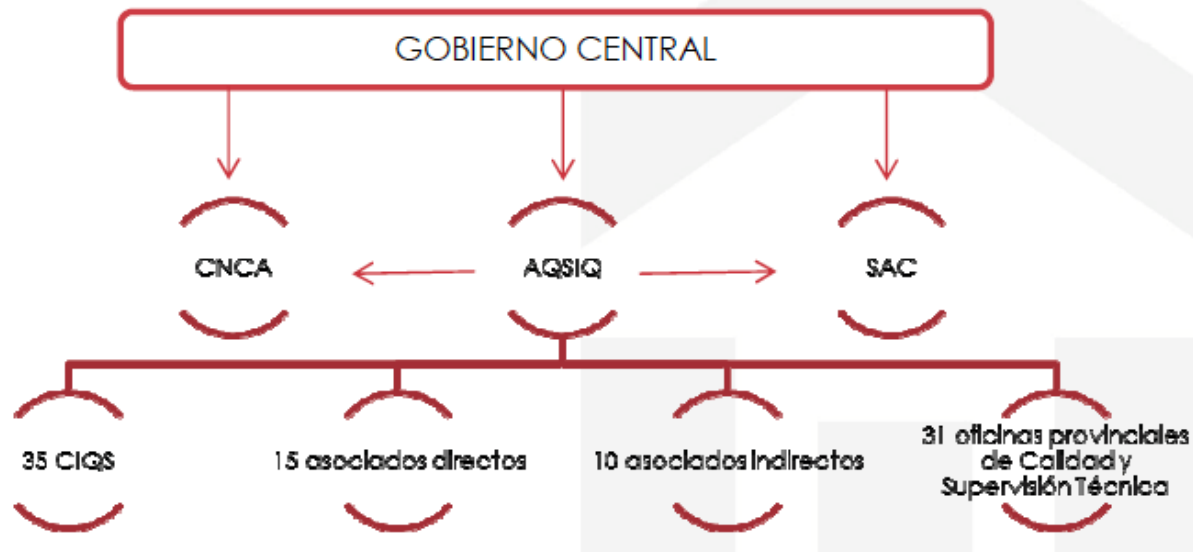 GOBIERNO CENTRAL
CNCA
AQSIQ
SAC
35 CIQS
15 asociados directos
10 asociados indirectos
31 oficinas provinciales
de Calidad y
Supervisión Técnica